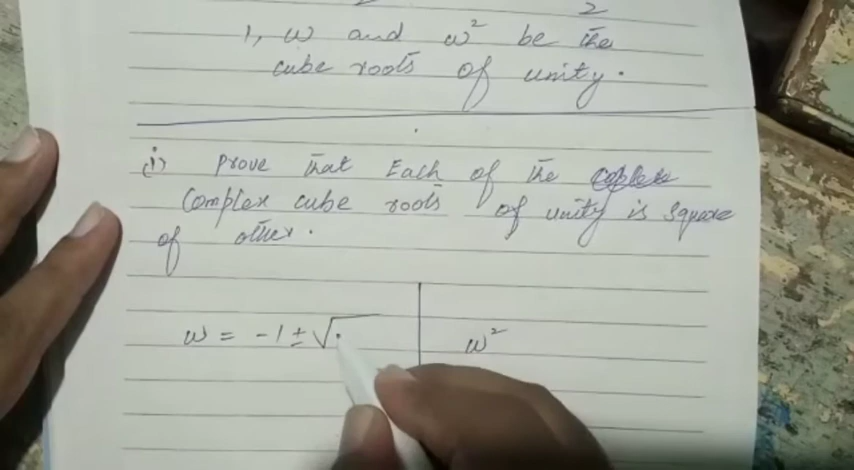 2
1, ω and ω² be the
cube roots of unity.
(i) Prove that Each of the
Complex cube roots of unity is square
of other.
ω = -1 ± √
ω²